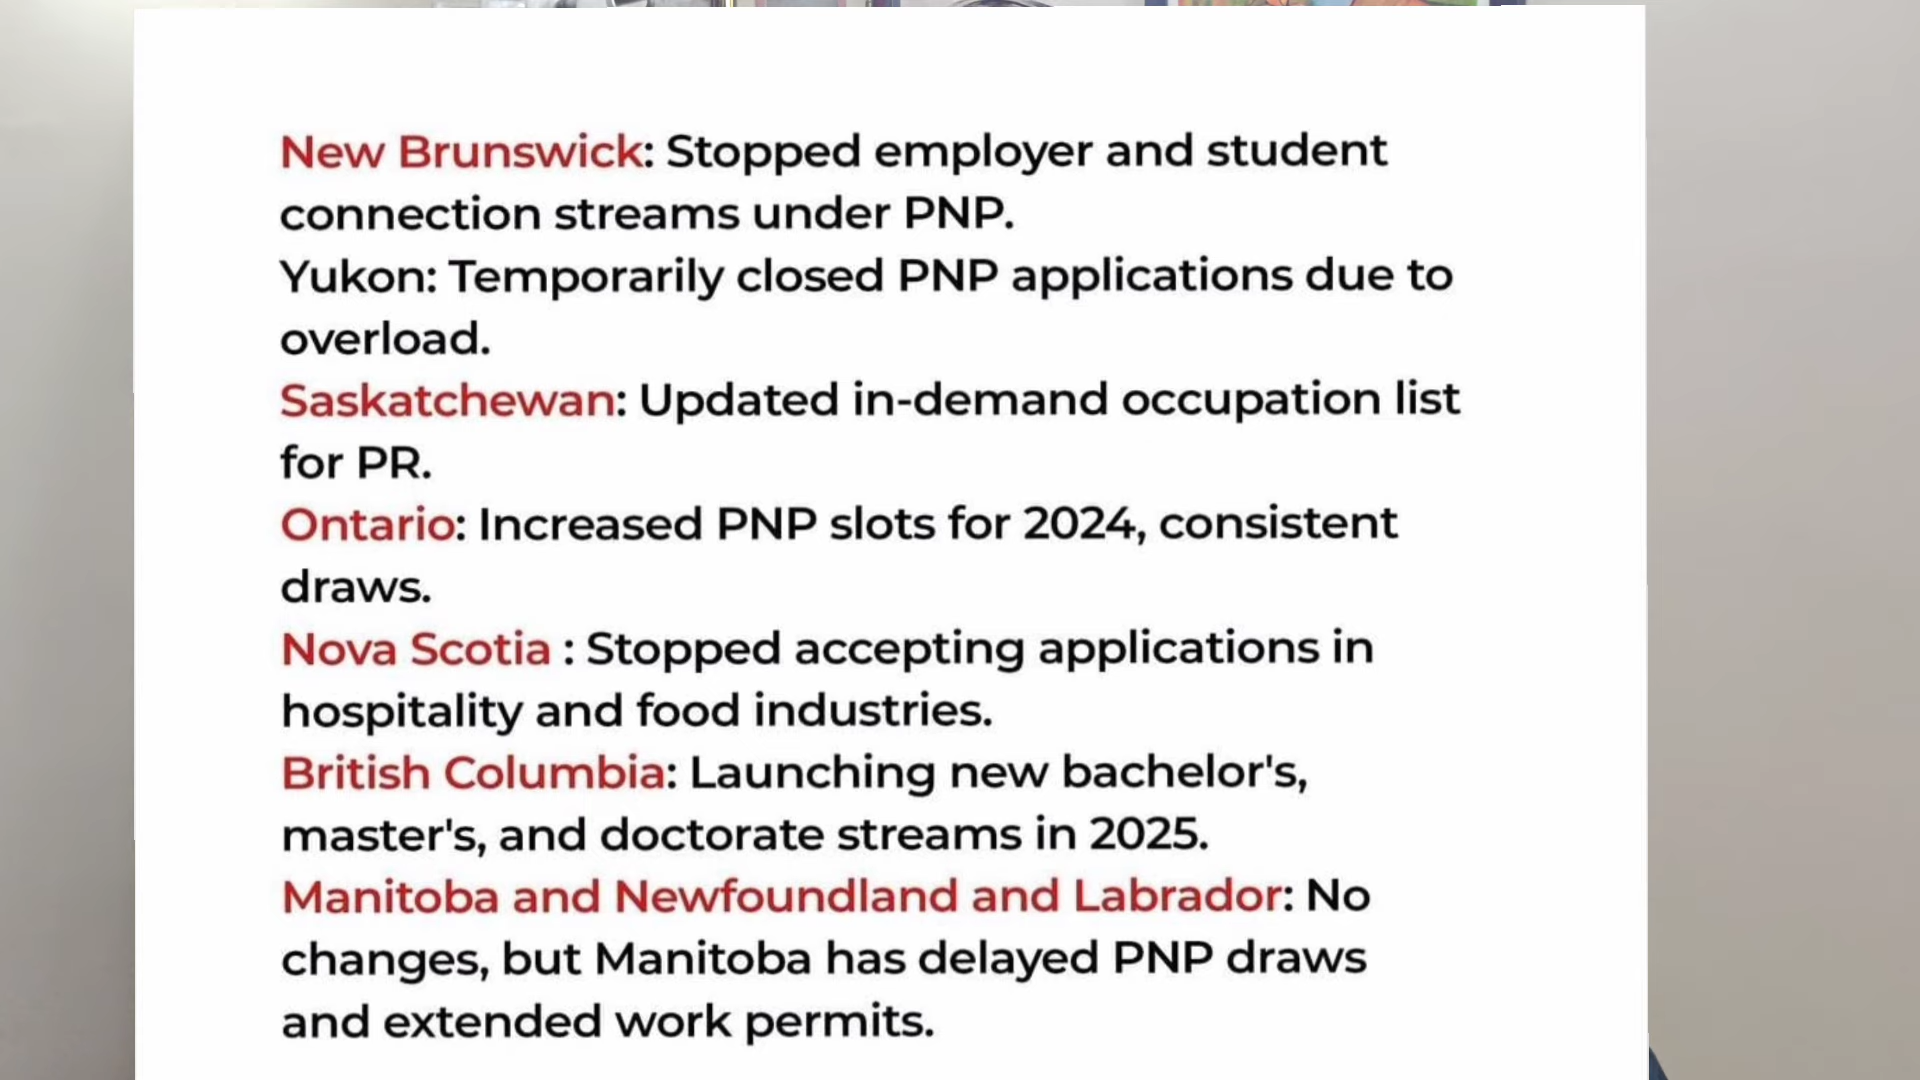 New Brunswick: Stopped employer and student
connection streams under PNP.
Yukon: Temporarily closed PNP applications due to
overload.
Saskatchewan: Updated in-demand occupation list
for PR.
Ontario: Increased PNP slots for 2024, consistent
draws.
Nova Scotia : Stopped accepting applications in
hospitality and food industries.
British Columbia: Launching new bachelor's,
master's, and doctorate streams in 2025.
Manitoba and Newfoundland and Labrador: No
changes, but Manitoba has delayed PNP draws
and extended work permits.